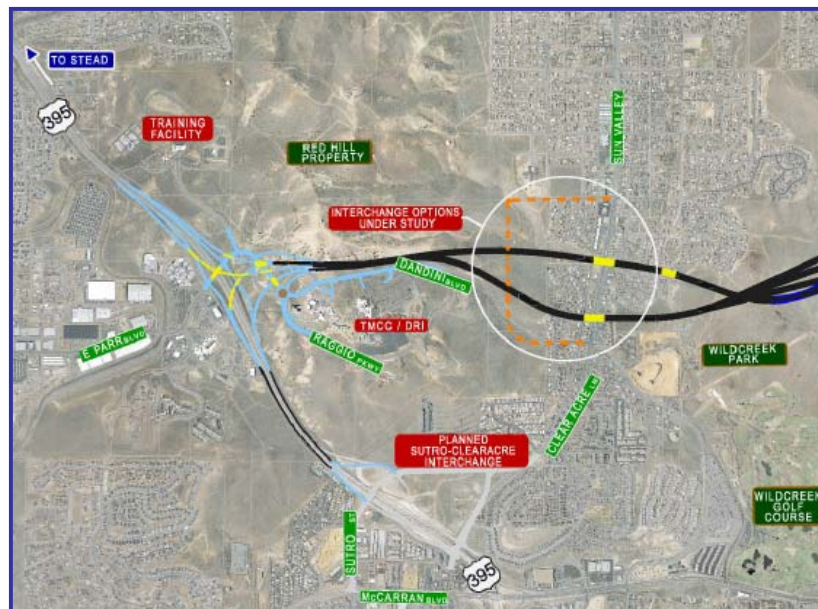 TO STEAD
395
TRAINING
FACILITY
RED HILL
PROPERTY
SUN VALLEY
INTERCHANGE OPTIONS
UNDER STUDY
DANDINI BLVD
TMCC / DRI
RAGGIO PKWY
E PARR BLVD
WILDCREEK
PARK
CLEAR ACRE LN
PLANNED
SUTRO-CLEARACRE
INTERCHANGE
WILDCREEK
GOLF
COURSE
SUTRO ST
395
McCARRAN BLVD